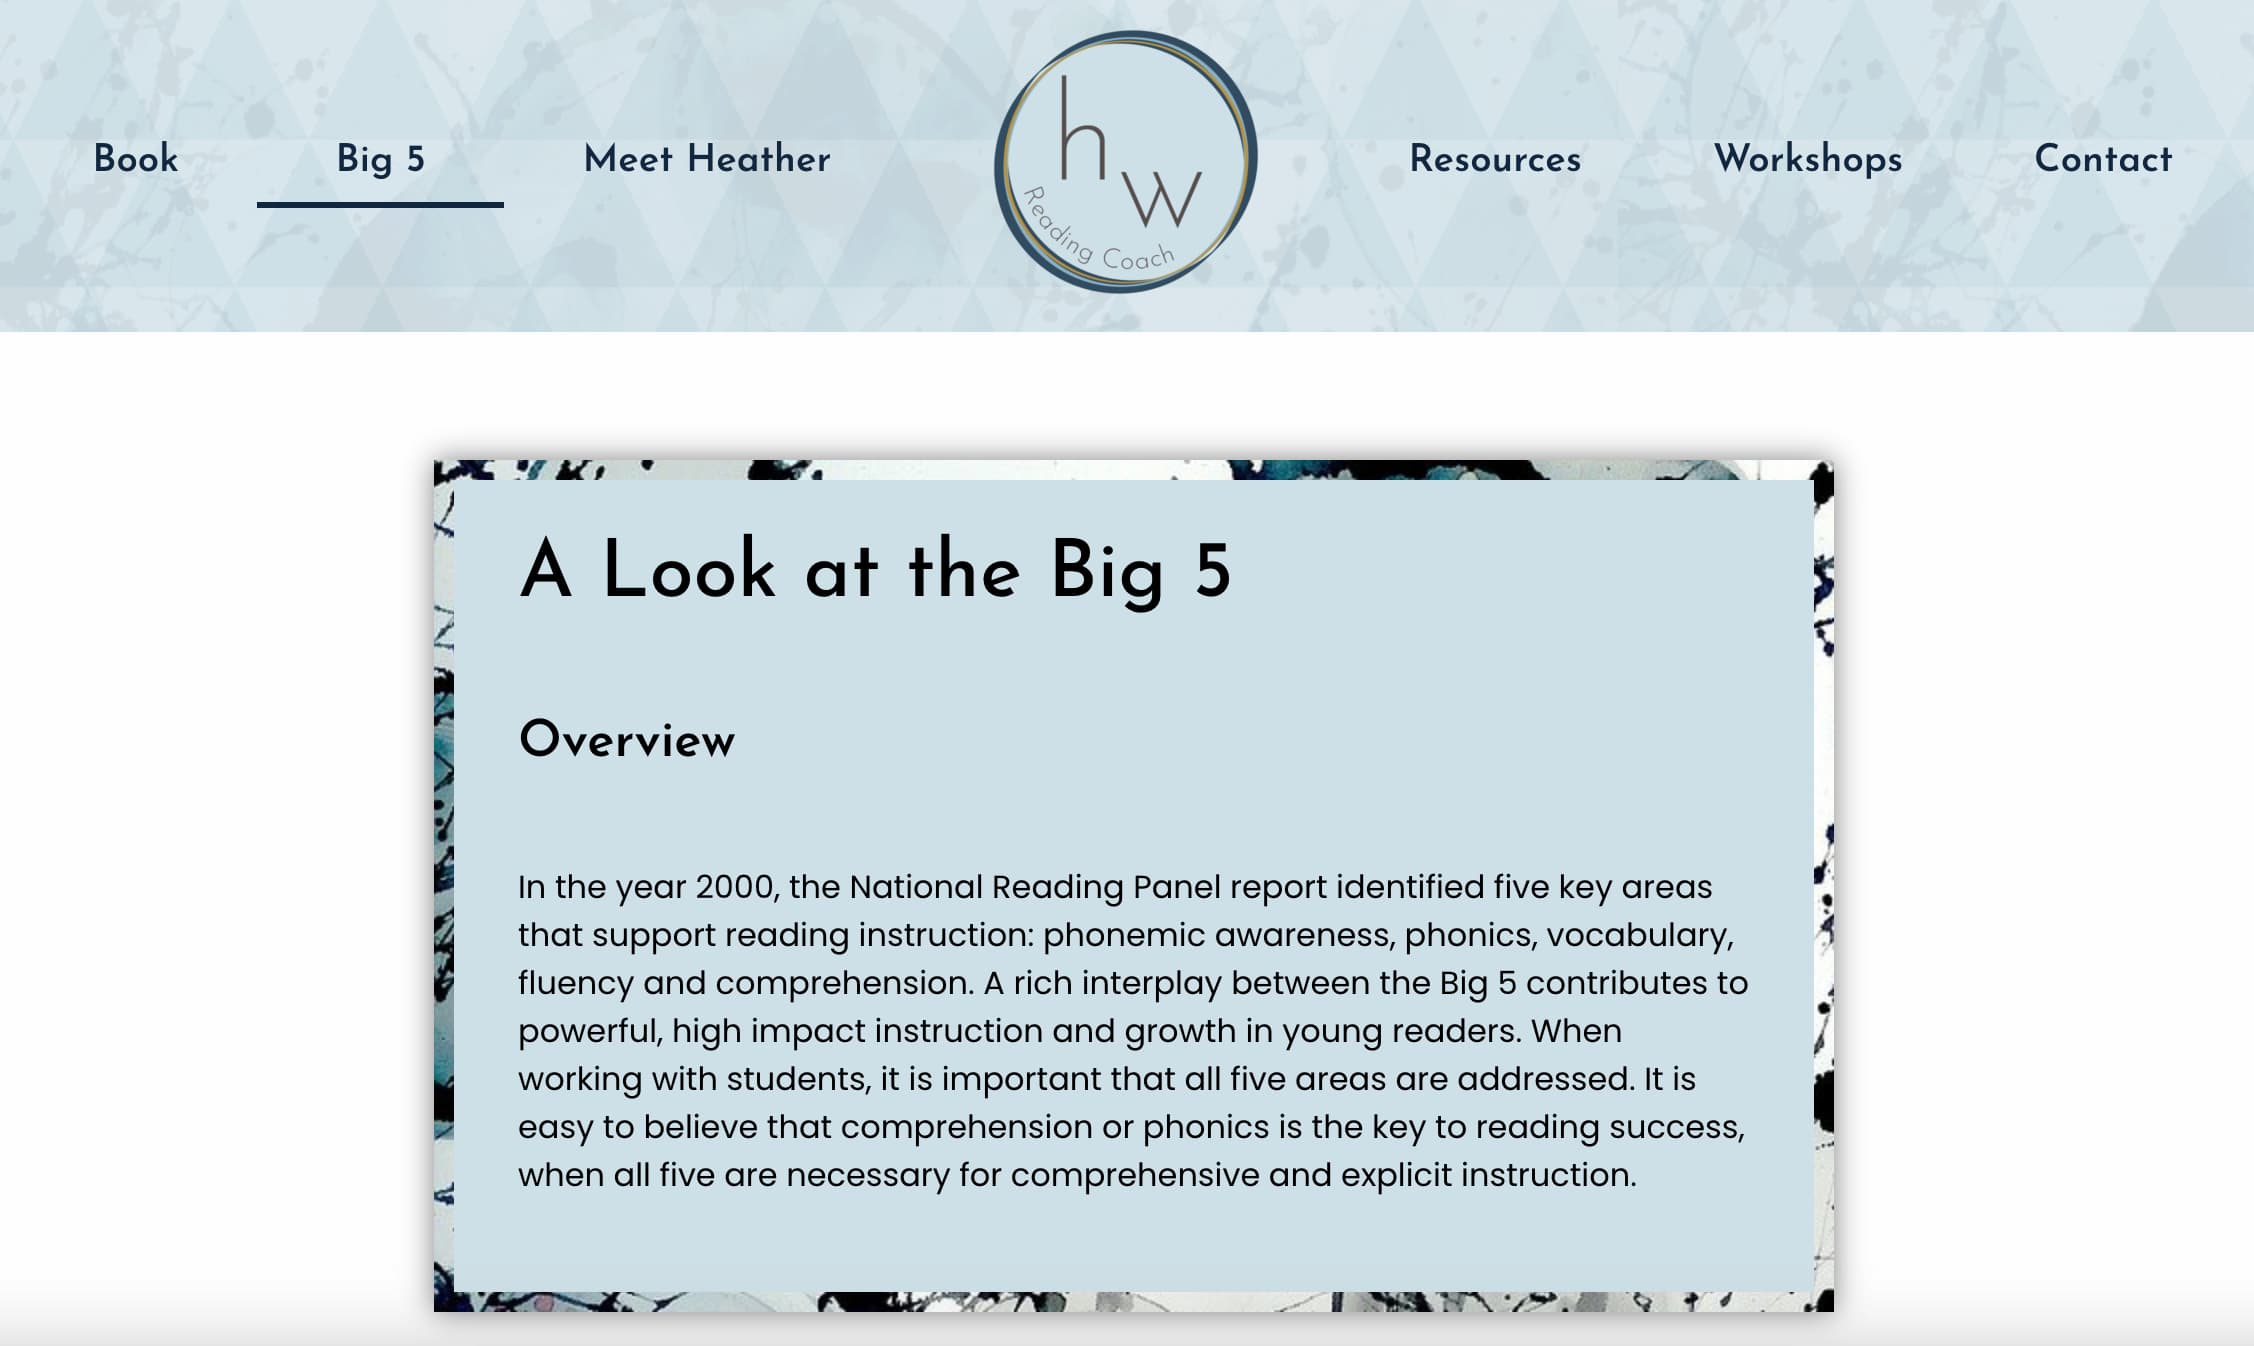 Book
Big 5
Meet Heather
h
w
Reading Coach
Resources
Workshops
Contact
A Look at the Big 5
Overview
In the year 2000, the National Reading Panel report identified five key areas
that support reading instruction: phonemic awareness, phonics, vocabulary,
fluency and comprehension. A rich interplay between the Big 5 contributes to
powerful, high impact instruction and growth in young readers. When
working with students, it is important that all five areas are addressed. It is
easy to believe that comprehension or phonics is the key to reading success,
when all five are necessary for comprehensive and explicit instruction.